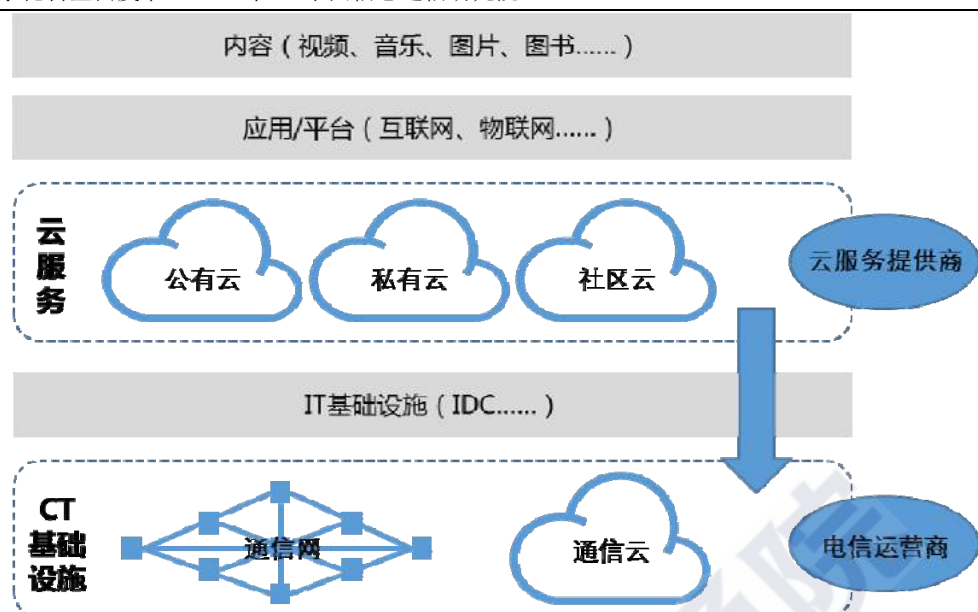 内容（视频、音乐、图片、图书......）
应用/平台（互联网、物联网......）
云服务
公有云
私有云
社区云
云服务提供商
IT基础设施（IDC......）
CT
基础
设施
通信网
通信云
电信运营商